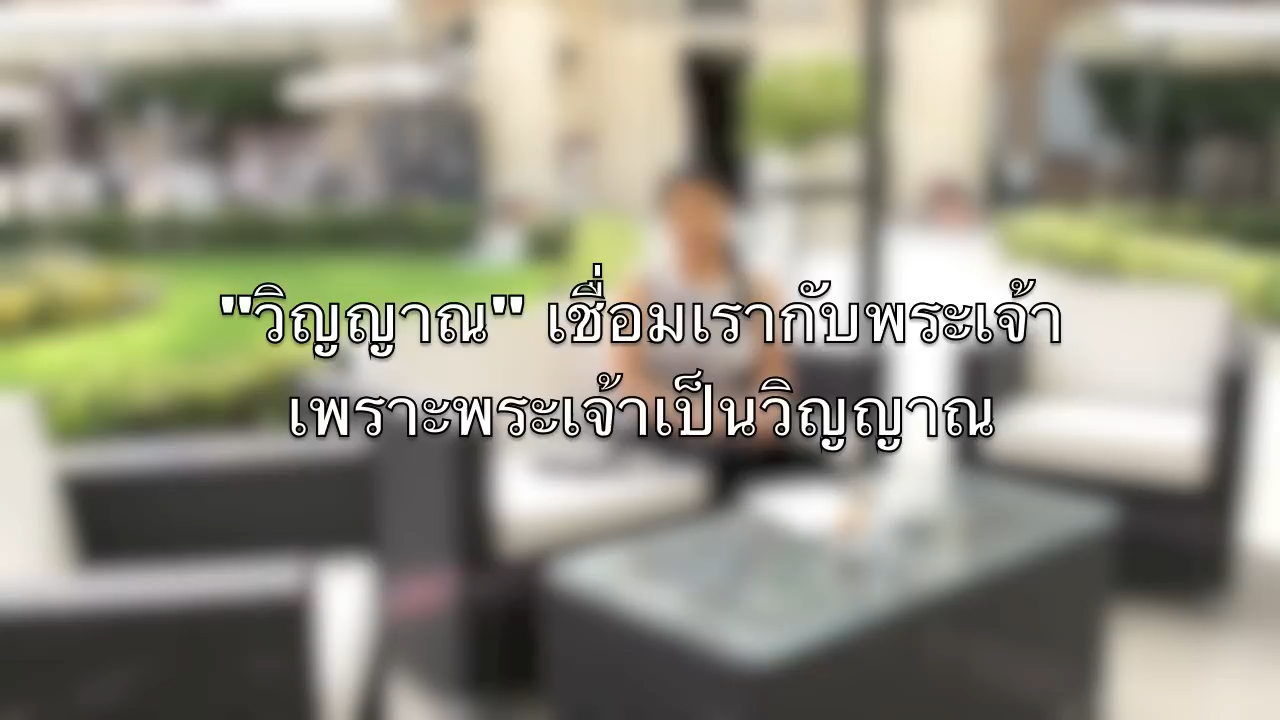 "วิญญาณ" เชื่อมเรากับพระเจ้า
เพราะพระเจ้าเป็นวิญญาณ